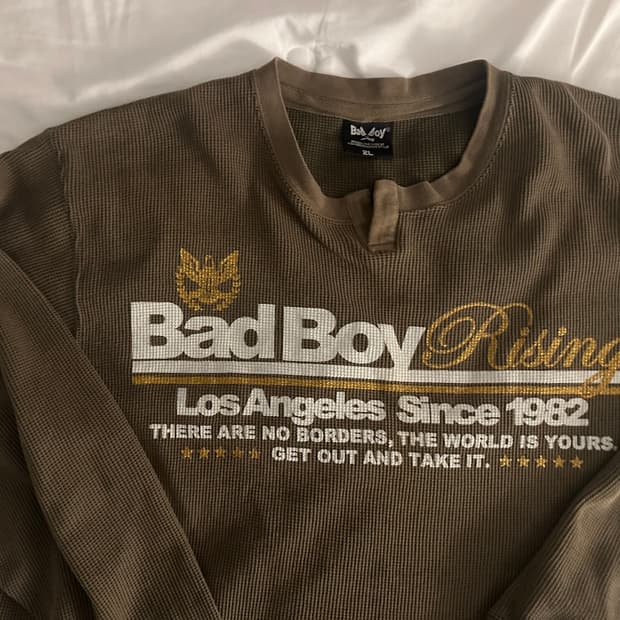 Bad Boy
2L
Bad Boy Rising
Los Angeles Since 1982
THERE ARE NO BORDERS, THE WORLD IS YOURS.
GET OUT AND TAKE IT.